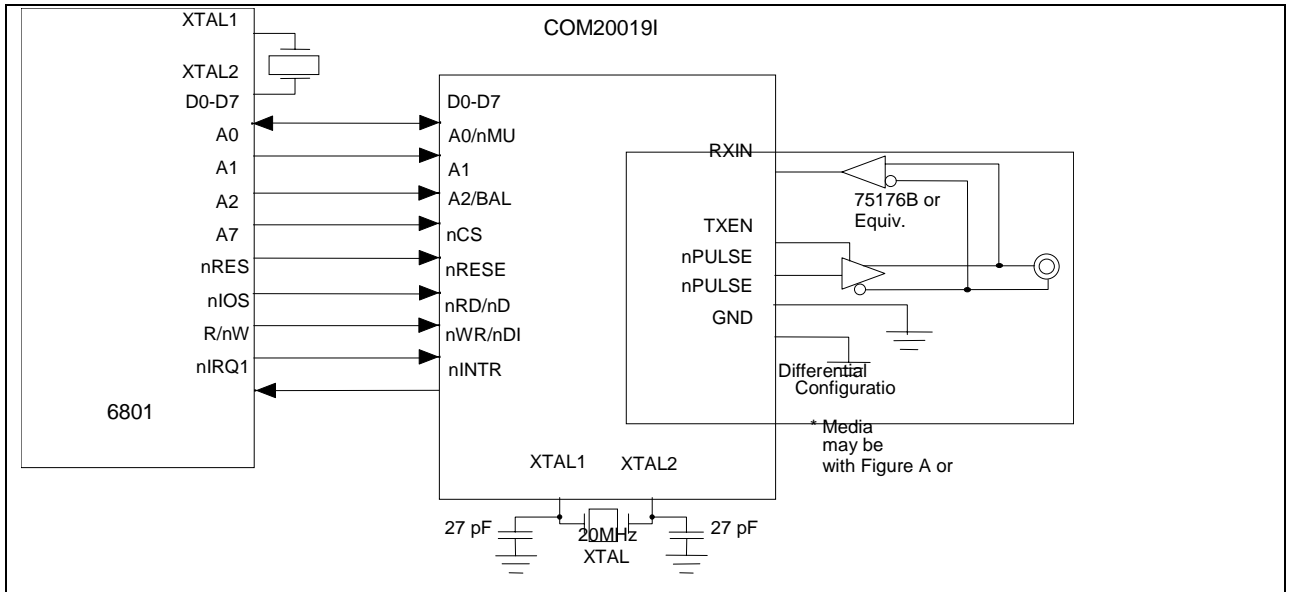 COM20019I
XTAL1
XTAL2
D0-D7
A0
A1
A2
A7
nRES
nIOS
R/nW
nIRQ1
6801
D0-D7
A0/nMU
A1
A2/BAL
nCS
nRESE
nRD/nD
nWR/nDI
nINTR
RXIN
TXEN
nPULSE
nPULSE
GND
75176B or
Equiv.
Differential
Configuratio
* Media
may be
with Figure A or
XTAL1
XTAL2
27 pF
20MHz
XTAL
27 pF